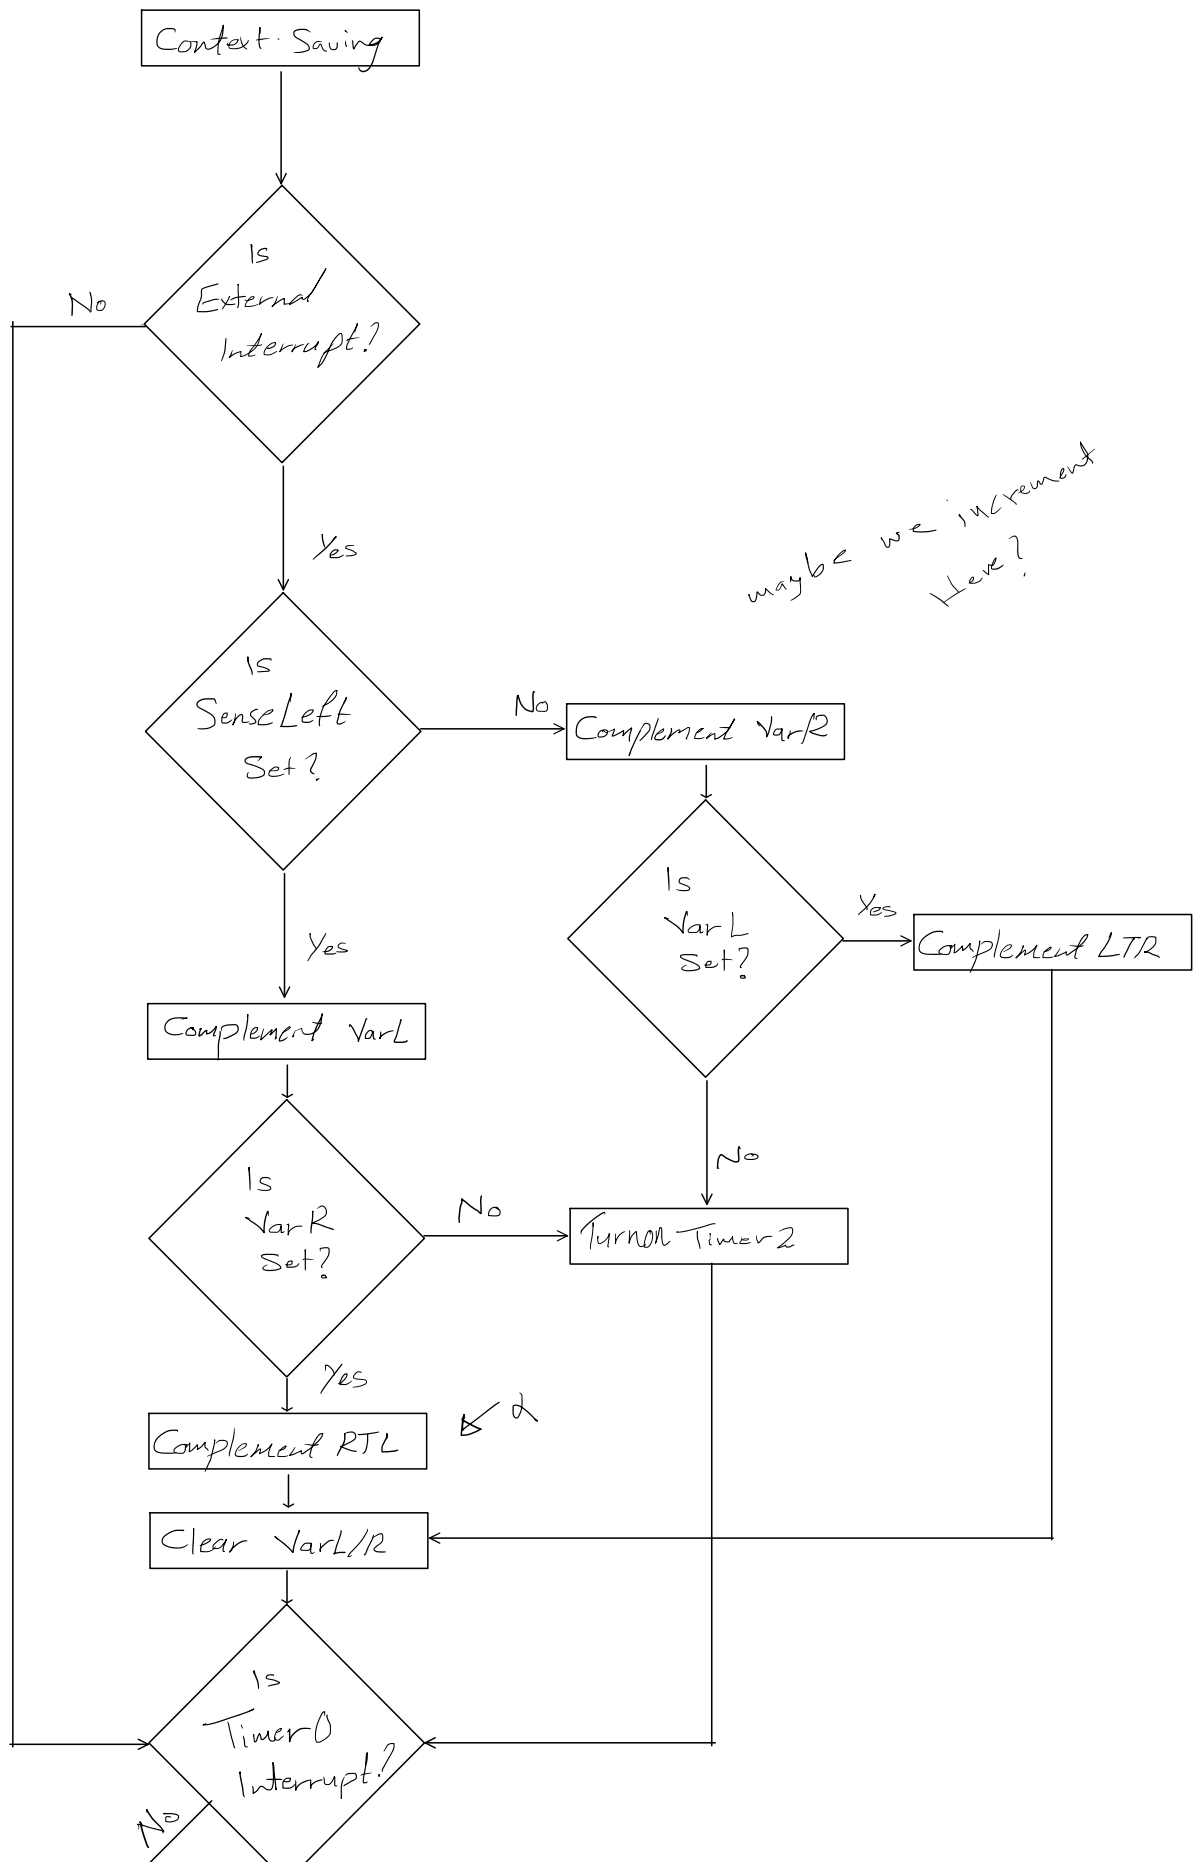 Context Saving
Is
External
Interrupt?
No
Yes
maybe we increment
Here?
Is
SenseLeft
Set?
No
Complement VarR
Yes
Is
VarL
Set?
Yes
Complement LTR
Complement VarL
No
Is
VarR
Set?
No
Turnon Timer2
Yes
Complement RTL
α
Clear VarL/R
Is
Timer0
Interrupt?
No